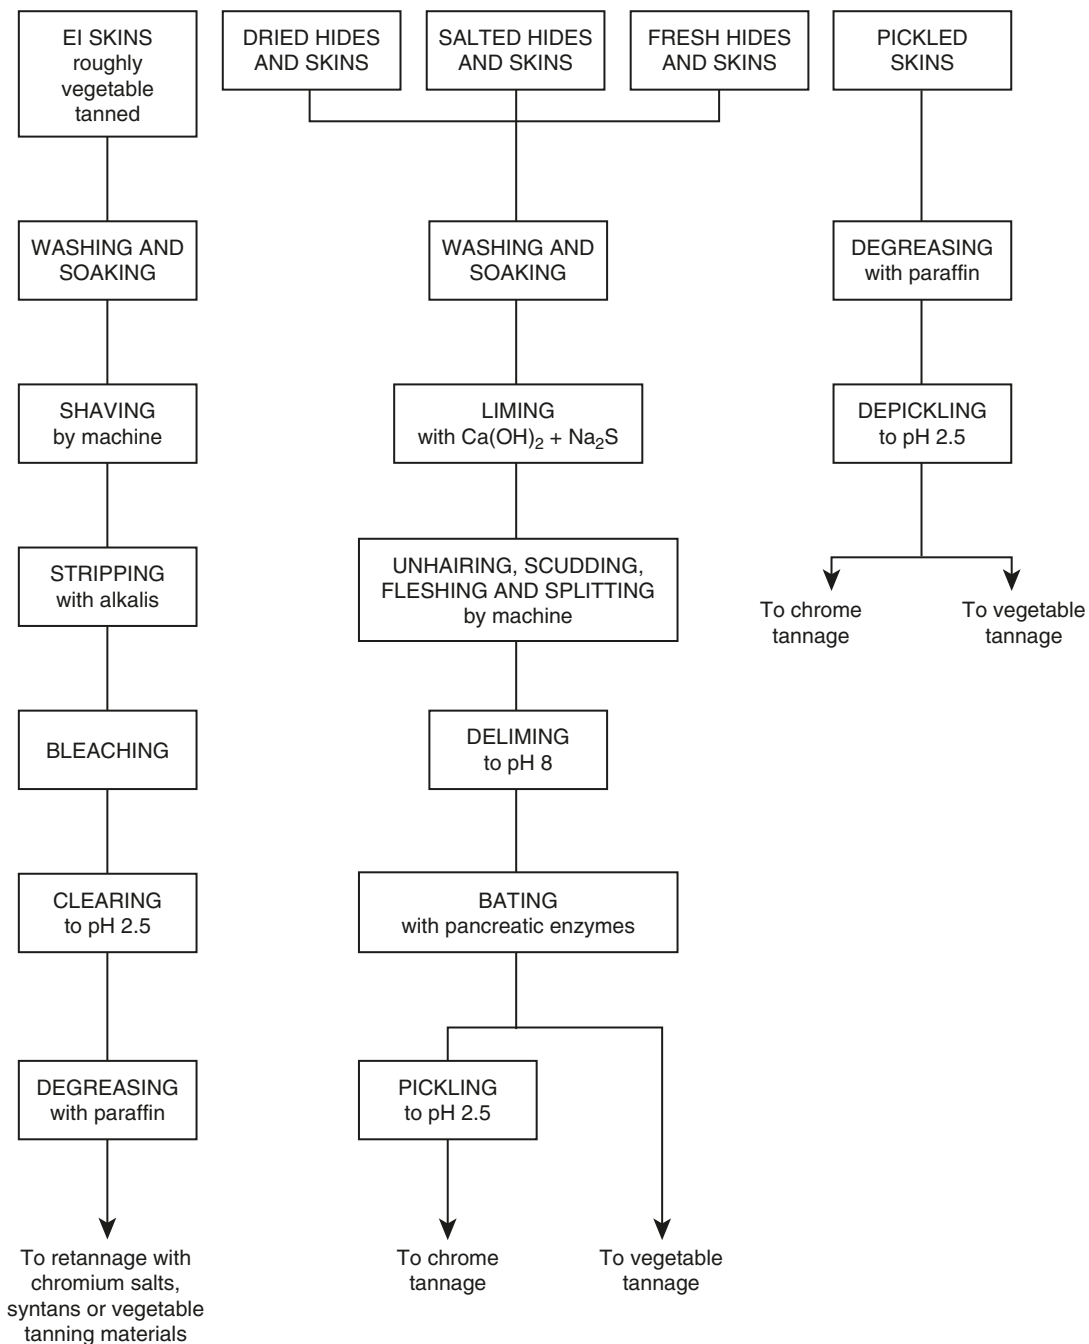 EI SKINS
roughly
vegetable
tanned
DRIED HIDES
AND SKINS
SALTED HIDES
AND SKINS
FRESH HIDES
AND SKINS
PICKLED
SKINS
WASHING AND
SOAKING
WASHING AND
SOAKING
DEGREASING
with paraffin
SHAVING
by machine
LIMING
with Ca(OH)₂ + Na₂S
DEPICKLING
to pH 2.5
STRIPPING
with alkalis
UNHAIRING, SCUDDING,
FLESHING AND SPLITTING
by machine
To chrome
tannage
To vegetable
tannage
BLEACHING
DELIMING
to pH 8
CLEARING
to pH 2.5
BATING
with pancreatic enzymes
DEGREASING
with paraffin
PICKLING
to pH 2.5
To retannage with
chromium salts,
syntans or vegetable
tanning materials
To chrome
tannage
To vegetable
tannage